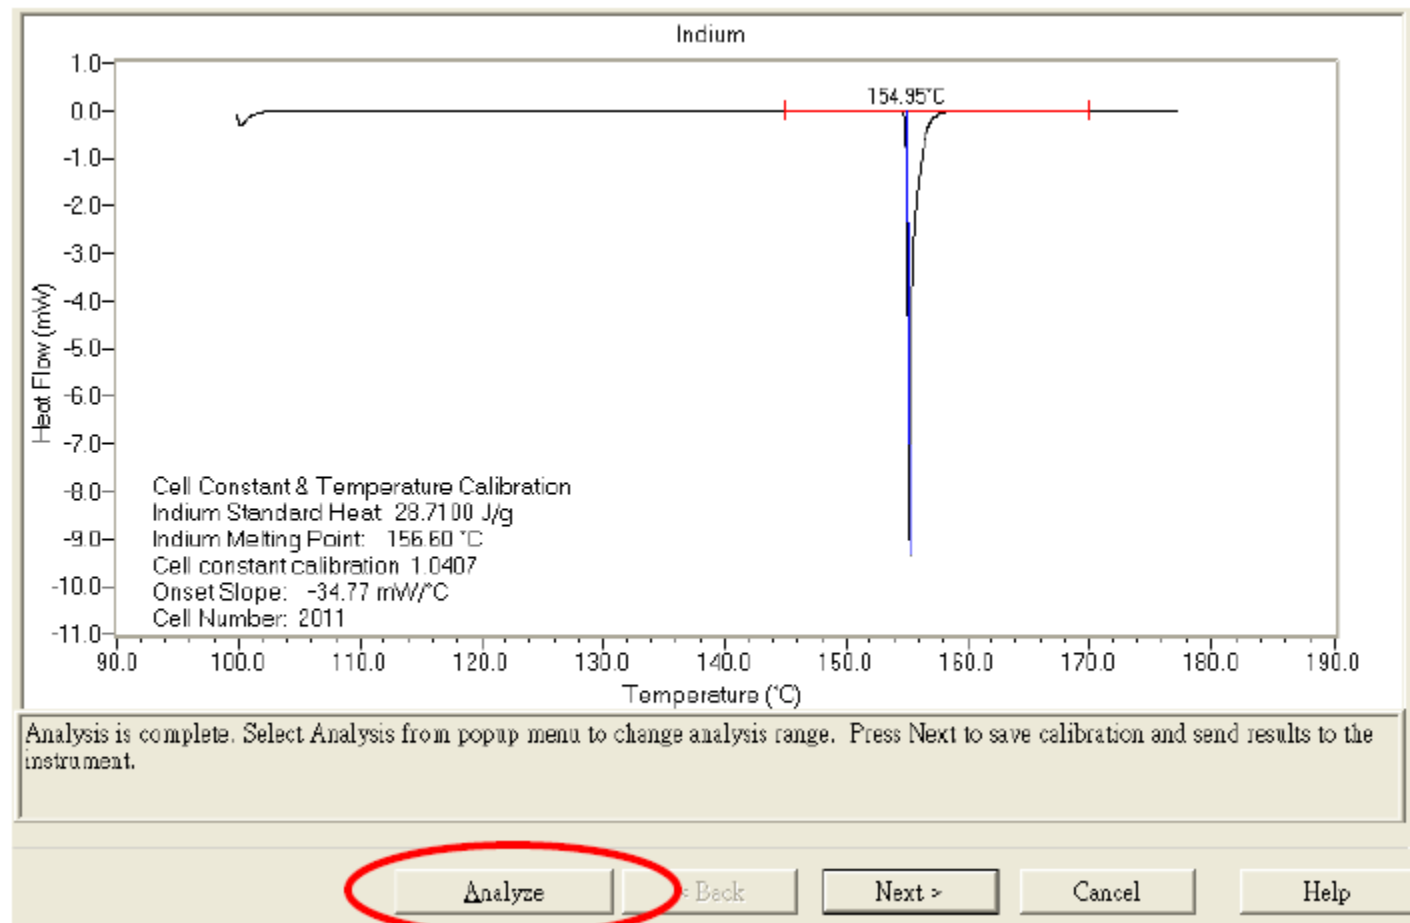 Indium
1.0
0.0
-1.0
-2.0
-3.0
-4.0
-5.0
-6.0
-7.0
-8.0
-9.0
-10.0
-11.0
Heat Flow (mW)
154.95°C
Cell Constant & Temperature Calibration
Indium Standard Heat: 28.7100 J/g
Indium Melting Point: 156.60 °C
Cell constant calibration 1.0407
Onset Slope: -34.77 mW/°C
Cell Number: 2011
90.0 100.0 110.0 120.0 130.0 140.0 150.0 160.0 170.0 180.0 190.0
Temperature (°C)
Analysis is complete. Select Analysis from popup menu to change analysis range. Press Next to save calibration and send results to the
instrument.
Analyze < Back Next > Cancel Help